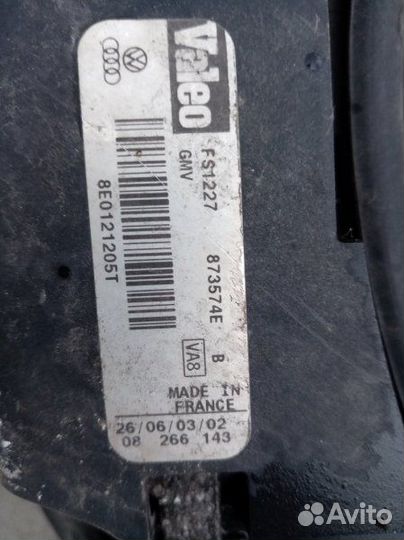 Valeo
FS1227 873574E
GMV B
VA8
8E0121205T
MADE IN
FRANCE
26/06/03/02
08 266 143
Avito